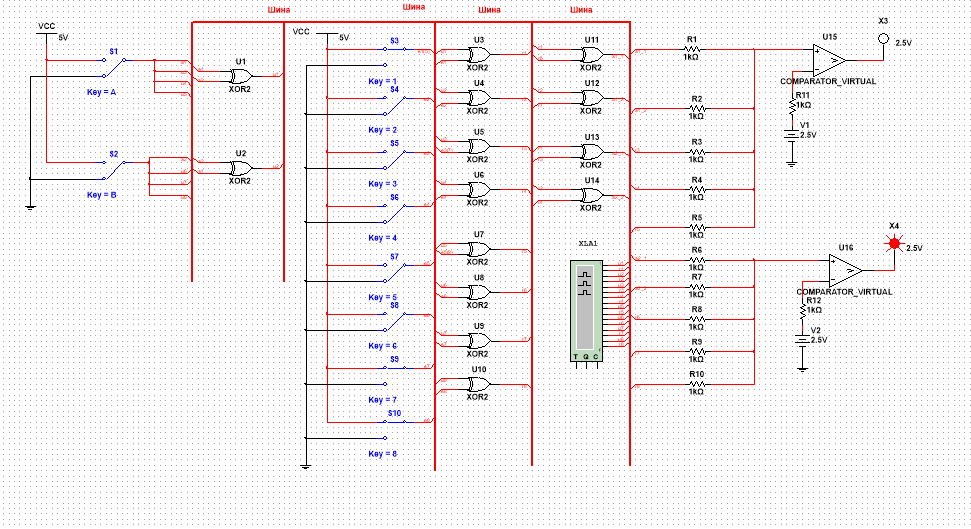 Шина
Шина
Шина
Шина
VCC
5V
S1
Key = A
S2
Key = B
U1
XOR2
U2
XOR2
VCC
5V
S3
Key = 1
S4
Key = 2
S5
Key = 3
S6
Key = 4
S7
Key = 5
S8
Key = 6
S9
Key = 7
S10
Key = 8
U3
XOR2
U4
XOR2
U5
XOR2
U6
XOR2
U7
XOR2
U8
XOR2
U9
XOR2
U10
XOR2
U11
XOR2
U12
XOR2
U13
XOR2
U14
XOR2
XLA1
T Q C
R1
1kΩ
R2
1kΩ
R3
1kΩ
R4
1kΩ
R5
1kΩ
R6
1kΩ
R7
1kΩ
R8
1kΩ
R9
1kΩ
R10
1kΩ
U15
COMPARATOR_VIRTUAL
R11
1kΩ
V1
2.5V
X3
2.5V
U16
COMPARATOR_VIRTUAL
R12
1kΩ
V2
2.5V
X4
2.5V